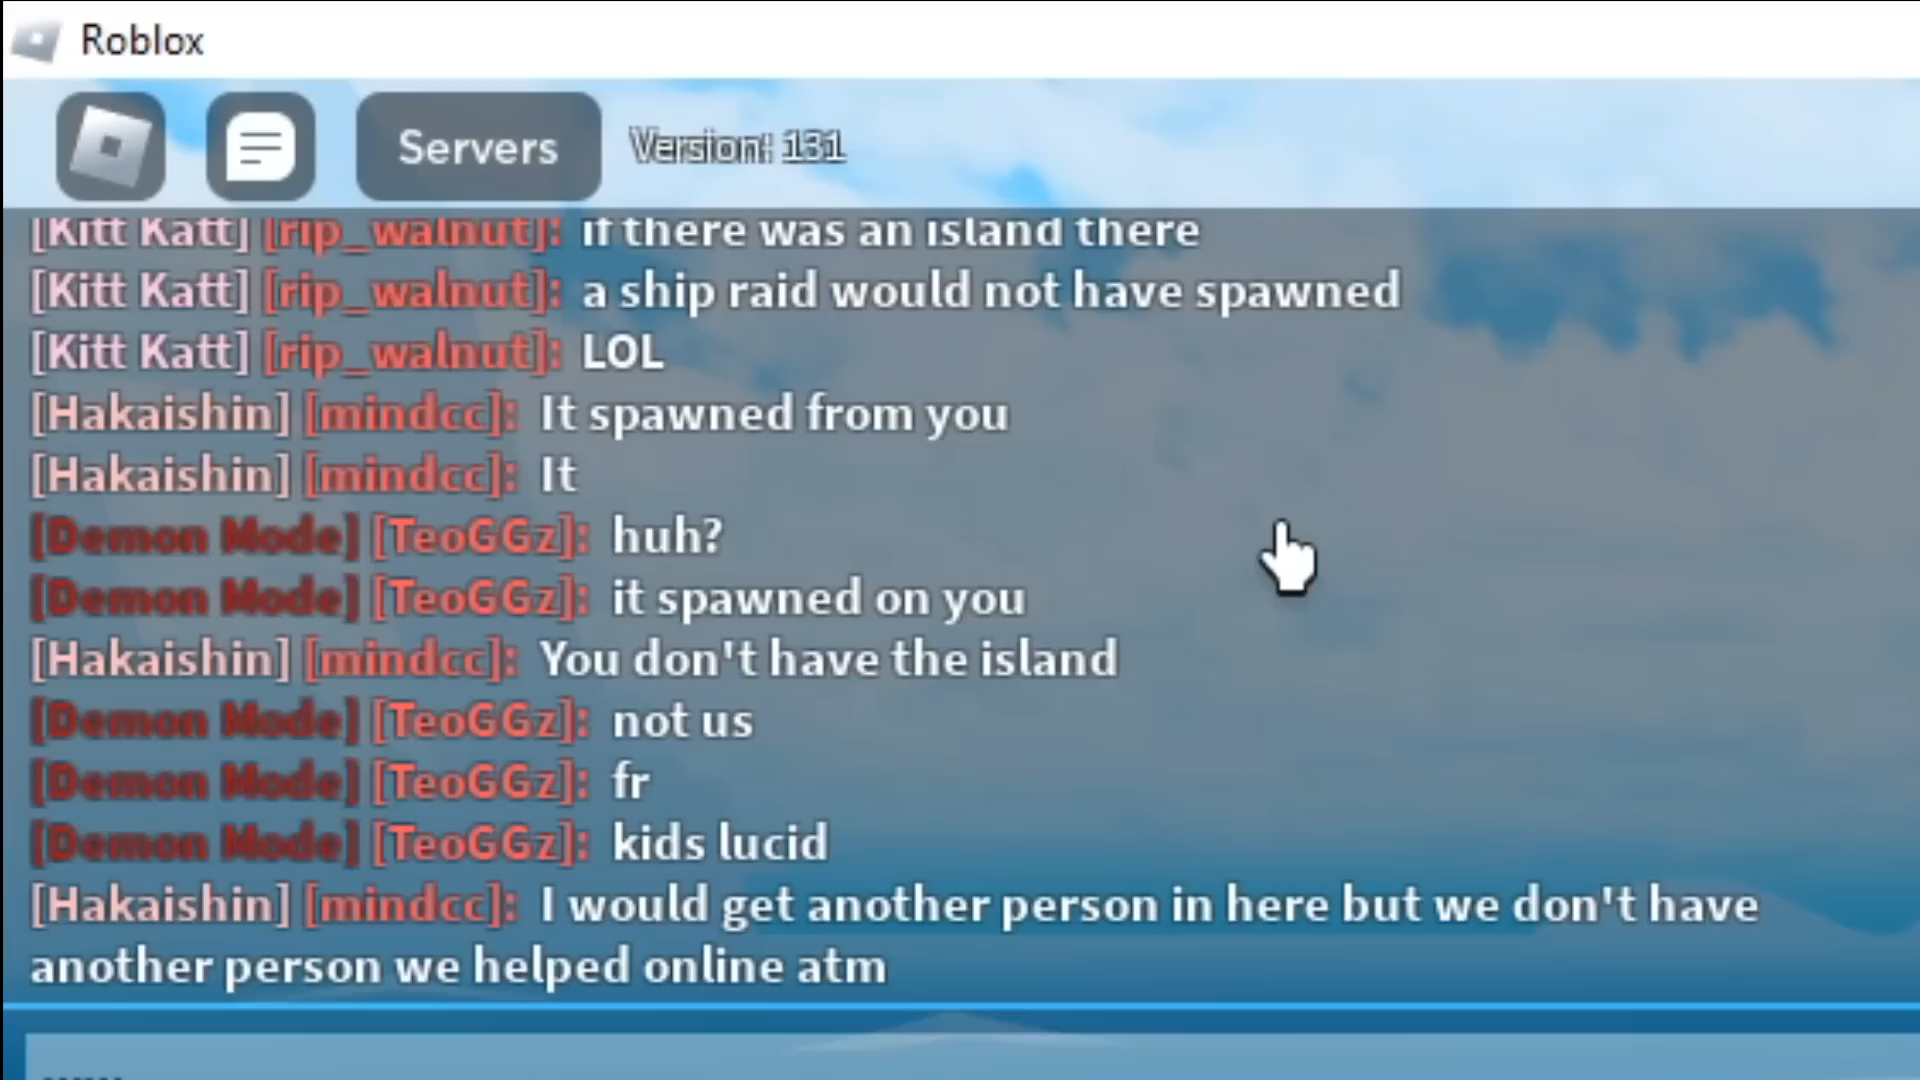 Roblox
Servers Version: 131
[Kitt Katt] [rip_walnut]: if there was an island there
[Kitt Katt] [rip_walnut]: a ship raid would not have spawned
[Kitt Katt] [rip_walnut]: LOL
[Hakaishin] [mindcc]: It spawned from you
[Hakaishin] [mindcc]: It
[Demon Mode] [TeoGGz]: huh?
[Demon Mode] [TeoGGz]: it spawned on you
[Hakaishin] [mindcc]: You don't have the island
[Demon Mode] [TeoGGz]: not us
[Demon Mode] [TeoGGz]: fr
[Demon Mode] [TeoGGz]: kids lucid
[Hakaishin] [mindcc]: I would get another person in here but we don't have
another person we helped online atm